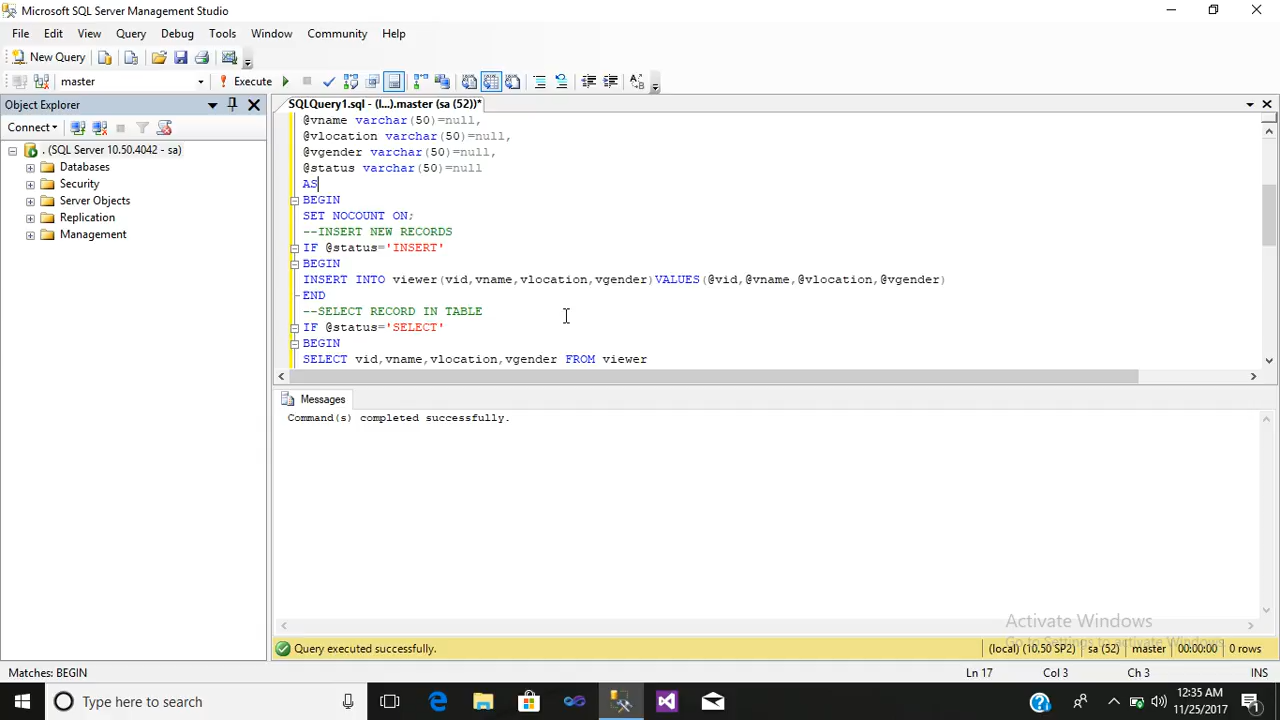 Microsoft SQL Server Management Studio
File Edit View Query Debug Tools Window Community Help
New Query
master Execute
Object Explorer
SQLQuery1.sql - (l...).master (sa (52))*
Connect
. (SQL Server 10.50.4042 - sa)
Databases
Security
Server Objects
Replication
Management
@vname varchar(50)=null,
@vlocation varchar(50)=null,
@vgender varchar(50)=null,
@status varchar(50)=null
AS
BEGIN
SET NOCOUNT ON;
--INSERT NEW RECORDS
IF @status='INSERT'
BEGIN
INSERT INTO viewer(vid,vname,vlocation,vgender)VALUES(@vid,@vname,@vlocation,@vgender)
END
--SELECT RECORD IN TABLE
IF @status='SELECT'
BEGIN
SELECT vid,vname,vlocation,vgender FROM viewer
Messages
Command(s) completed successfully.
Activate Windows
Go to Settings to activate Windows.
Query executed successfully. (local) (10.50 SP2) sa (52) master 00:00:00 0 rows
Matches: BEGIN Ln 17 Col 3 Ch 3 INS
Type here to search
12:35 AM
11/25/2017